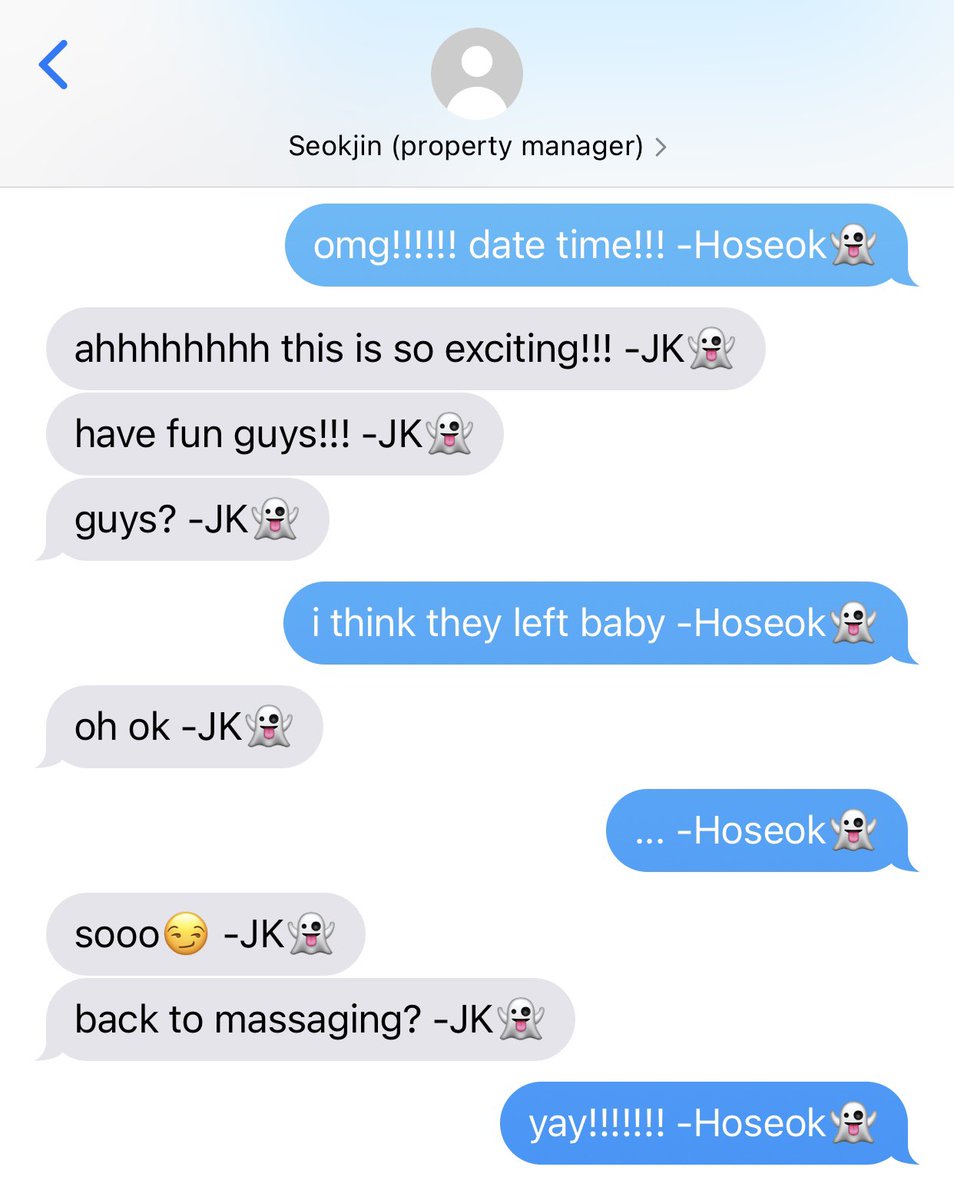 Seokjin (property manager) >
omg!!!!!! date time!!! -Hoseok👻
ahhhhhhhh this is so exciting!!! -JK👻
have fun guys!!! -JK👻
guys? -JK👻
i think they left baby -Hoseok👻
oh ok -JK👻
... -Hoseok👻
sooo😏 -JK👻
back to massaging? -JK👻
yay!!!!!!! -Hoseok👻